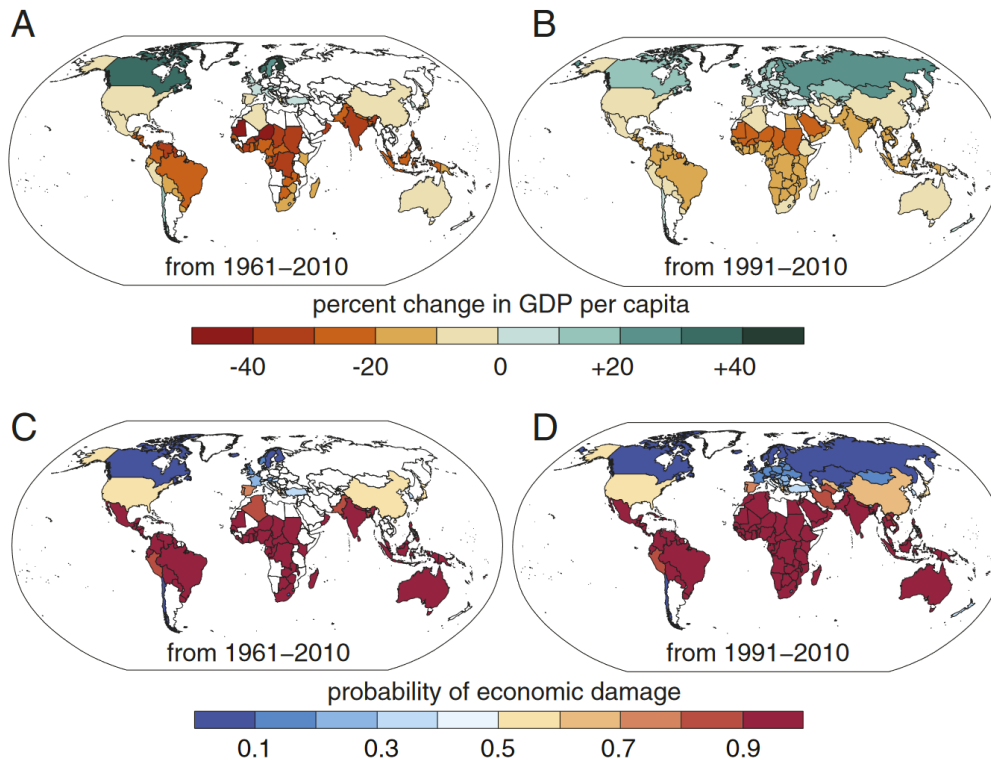 A
B
from 1961–2010
from 1991–2010
percent change in GDP per capita
-40 -20 0 +20 +40
C
D
from 1961–2010
from 1991–2010
probability of economic damage
0.1 0.3 0.5 0.7 0.9